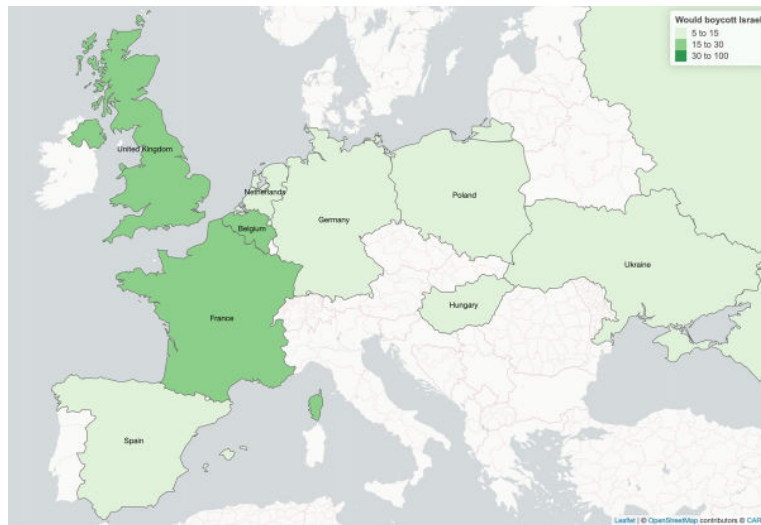 Would boycott Israel
5 to 15
15 to 30
30 to 100
United Kingdom
Netherlands
Poland
Germany
Belgium
Ukraine
Hungary
France
Spain
Leaflet | © OpenStreetMap contributors © CAR